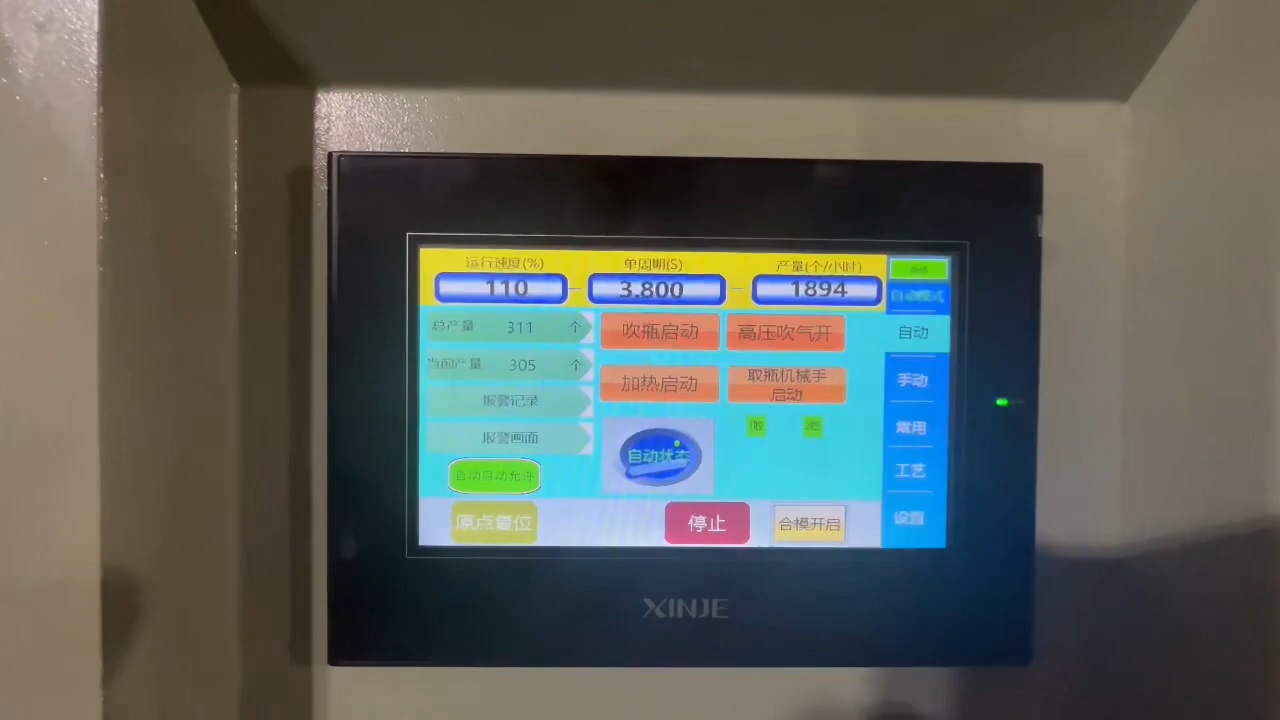 运行速度(%) 单周期(S) 产量(个/小时)
110 3.800 1894
自动模式
总产量 311 个
吹瓶启动
高压吹气开
自动
当前产量 305 个
加热启动
取瓶机械手
启动
手动
报警记录
报警画面
自动状态
常用
自动启动允许
工艺
原点复位
停止
合模开启
设置
XINJE